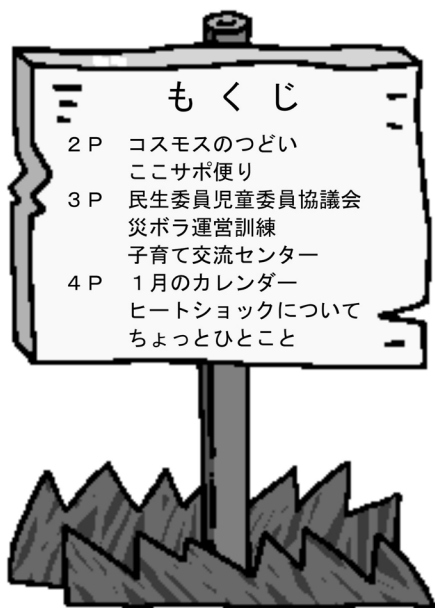 もくじ
2P コスモスのつどい
ここサポ便り
3P 民生委員児童委員協議会
災ボラ運営訓練
子育て交流センター
4P 1月のカレンダー
ヒートショックについて
ちょっとひとこと